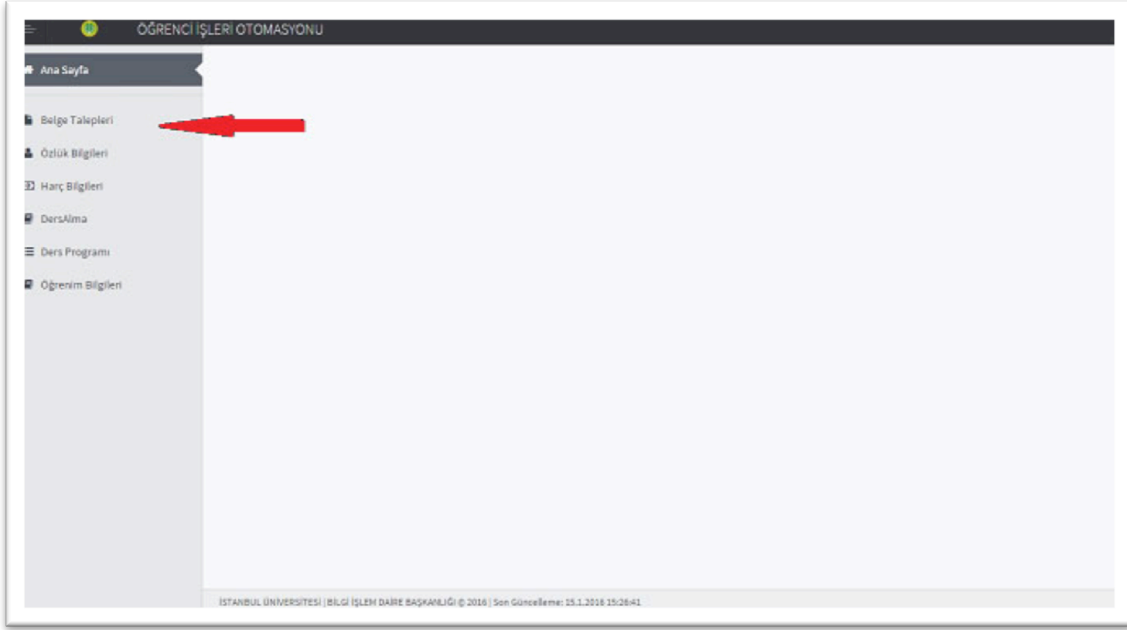 ÖĞRENCİ İŞLERİ OTOMASYONU
Ana Sayfa
Belge Talepleri
Özlük Bilgileri
Harç Bilgileri
DersAlma
Ders Programı
Öğrenim Bilgileri
İSTANBUL ÜNİVERSİTESİ | BİLGİ İŞLEM DAİRE BAŞKANLIĞI © 2016 | Son Güncelleme: 15.1.2016 15:26:41